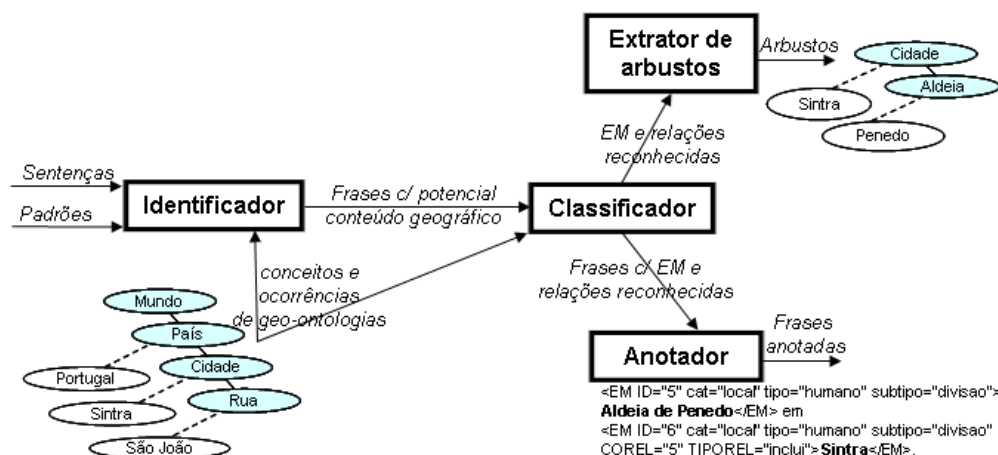 Extrator de
arbustos
Arbustos
Cidade
Aldeia
Sintra
Penedo
EM e relações
reconhecidas
Sentenças
Padrões
Identificador
Frases c/ potencial
conteúdo geográfico
Classificador
conceitos e
ocorrências
de geo-ontologias
Mundo
País
Cidade
Rua
Portugal
Sintra
São João
Frases c/ EM e
relações reconhecidas
Anotador
Frases
anotadas
<EM ID="5" cat="local" tipo="humano" subtipo="divisao">
Aldeia de Penedo</EM> em
<EM ID="6" cat="local" tipo="humano" subtipo="divisao"
COREL="5" TIPOREL="inclui">Sintra</EM>.